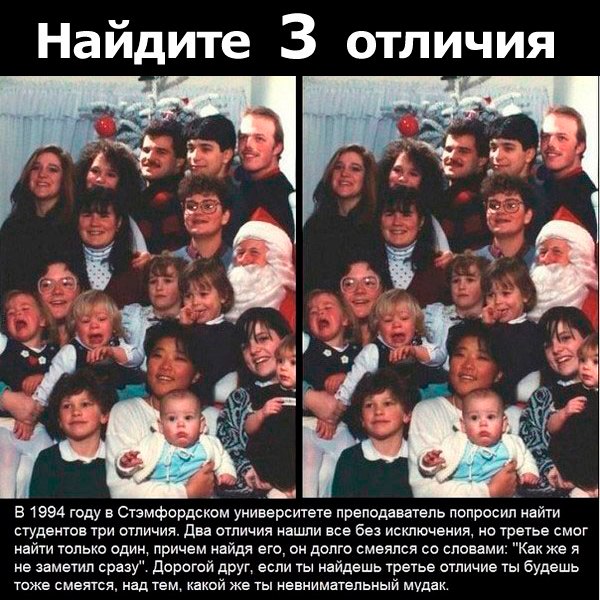 Найдите 3 отличия
В 1994 году в Стэмфордском университете преподаватель попросил найти
студентов три отличия. Два отличия нашли все без исключения, но третье смог
найти только один, причем найдя его, он долго смеялся со словами: "Как же я
не заметил сразу". Дорогой друг, если ты найдешь третье отличие ты будешь
тоже смеятся, над тем, какой же ты невнимательный мудак.